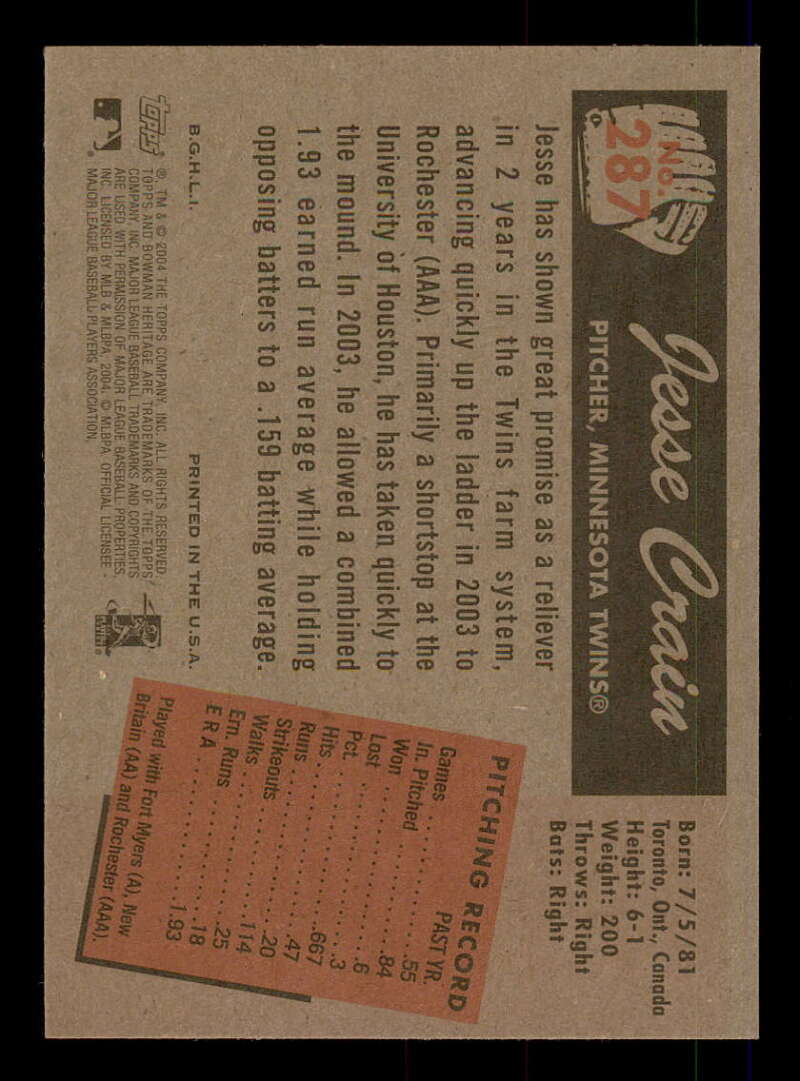 No.
287
Jesse Crain
PITCHER, MINNESOTA TWINS®
Born: 7/5/81
Toronto, Ont., Canada
Height: 6-1
Weight: 200
Throws: Right
Bats: Right
Jesse has shown great promise as a reliever
in 2 years in the Twins farm system,
advancing quickly up the ladder in 2003 to
Rochester (AAA). Primarily a shortstop at the
University of Houston, he has taken quickly to
the mound. In 2003, he allowed a combined
1.93 earned run average while holding
opposing batters to a .159 batting average.
PITCHING RECORD
PAST YR.
Games ..........55
In. Pitched ..........84
Won ..........6
Lost ..........3
Pct. ...........667
Hits ..........47
Runs ..........20
Strikeouts ..........114
Walks ..........25
Ern. Runs ..........18
E R A ..........1.93
Played with Fort Myers (A), New
Britain (AA) and Rochester (AAA).
B.G.H.L.I. PRINTED IN THE U.S.A.
TOPPS ®, TM & © 2004 THE TOPPS COMPANY, INC. ALL RIGHTS RESERVED.
TOPPS AND BOWMAN HERITAGE ARE TRADEMARKS OF THE TOPPS
COMPANY, INC. MAJOR LEAGUE BASEBALL TRADEMARKS AND COPYRIGHTS
ARE USED WITH PERMISSION OF MAJOR LEAGUE BASEBALL PROPERTIES,
INC. LICENSED BY MLB & MLBPA, 2004. © MLBPA, OFFICIAL LICENSEE -
MAJOR LEAGUE BASEBALL PLAYERS ASSOCIATION.